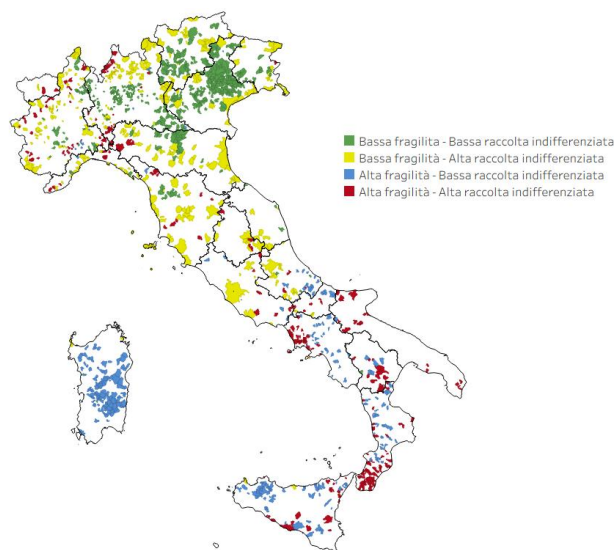 Bassa fragilita - Bassa raccolta indifferenziata
Bassa fragilità - Alta raccolta indifferenziata
Alta fragilità - Bassa raccolta indifferenziata
Alta fragilità - Alta raccolta indifferenziata